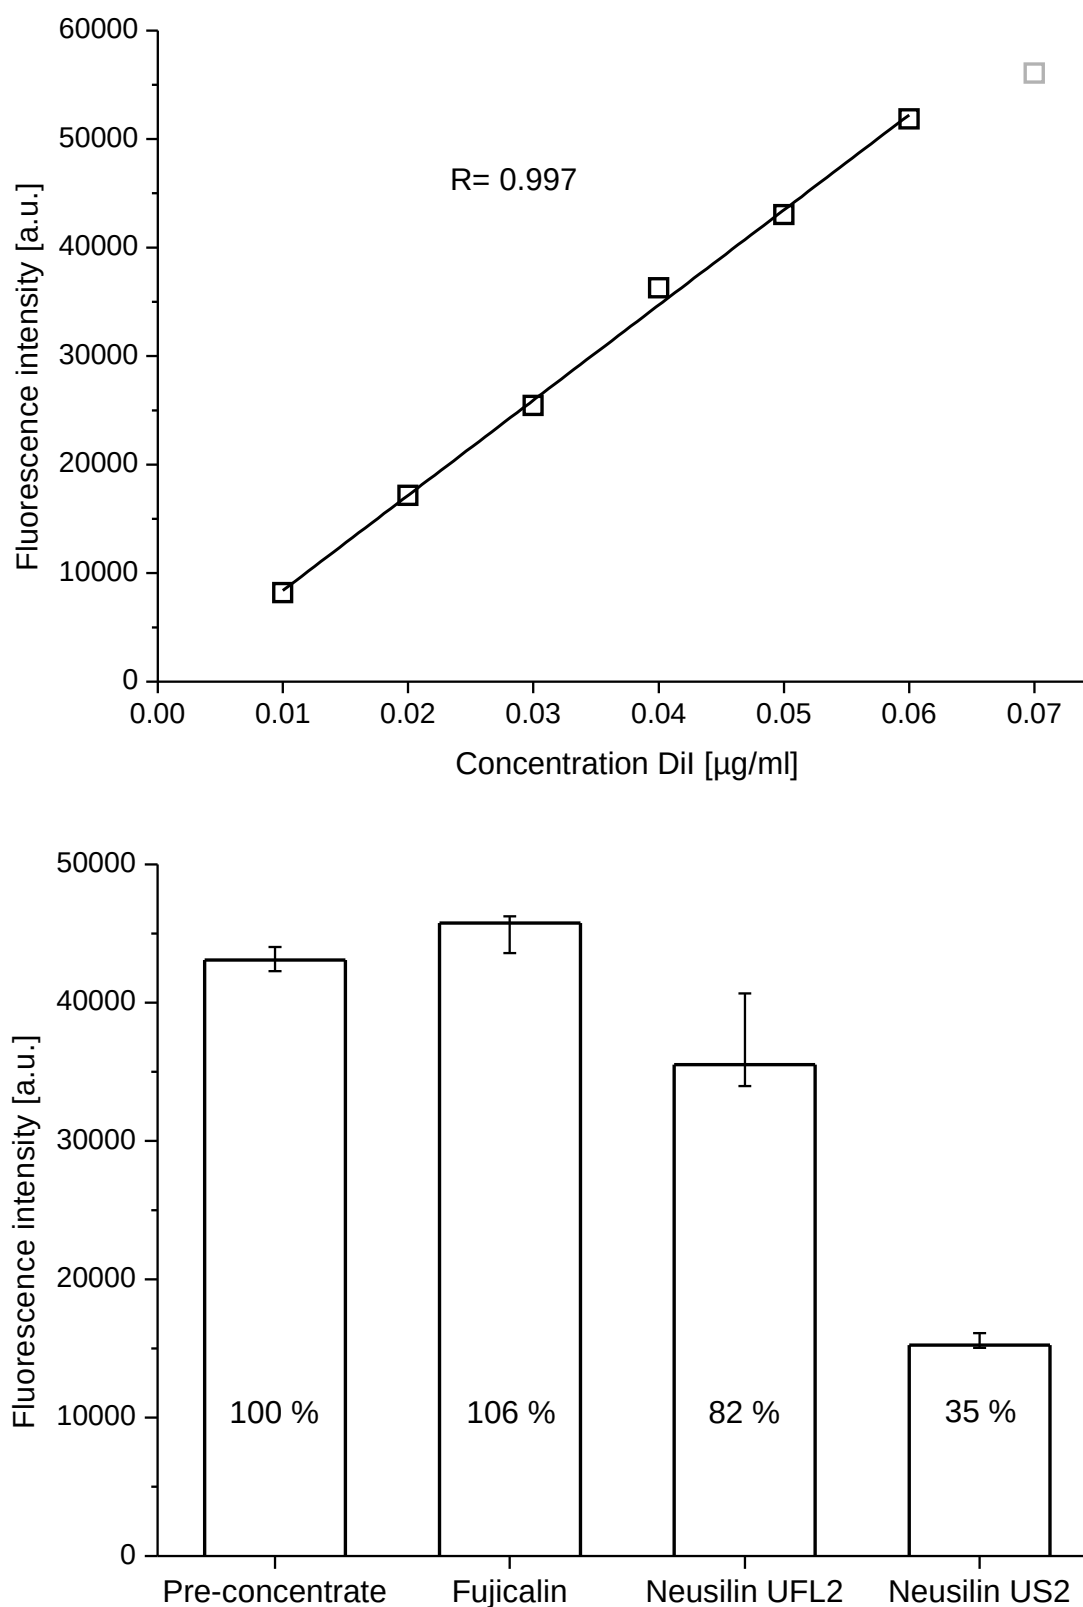 60000
50000
R= 0.997
40000
30000
20000
10000
0
Fluorescence intensity [a.u.]
0.00 0.01 0.02 0.03 0.04 0.05 0.06 0.07
Concentration DiI [µg/ml]
50000
40000
30000
20000
10000
0
Fluorescence intensity [a.u.]
100 % 106 % 82 % 35 %
Pre-concentrate Fujicalin Neusilin UFL2 Neusilin US2